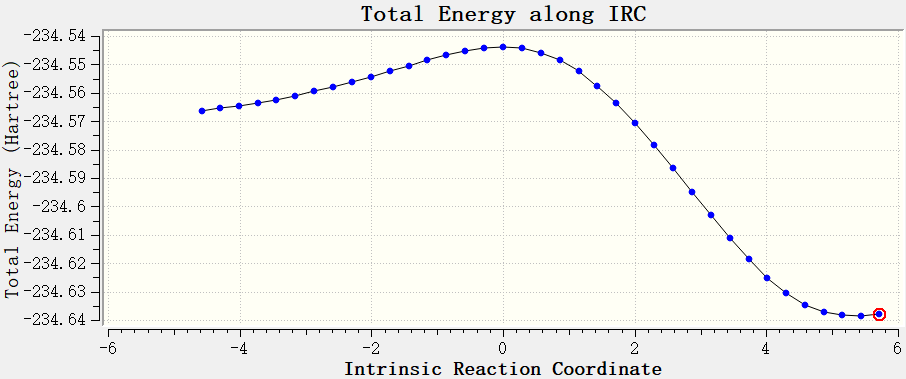 Total Energy along IRC
Total Energy (Hartree)
-234.54
-234.55
-234.56
-234.57
-234.58
-234.59
-234.6
-234.61
-234.62
-234.63
-234.64
-6 -4 -2 0 2 4 6
Intrinsic Reaction Coordinate